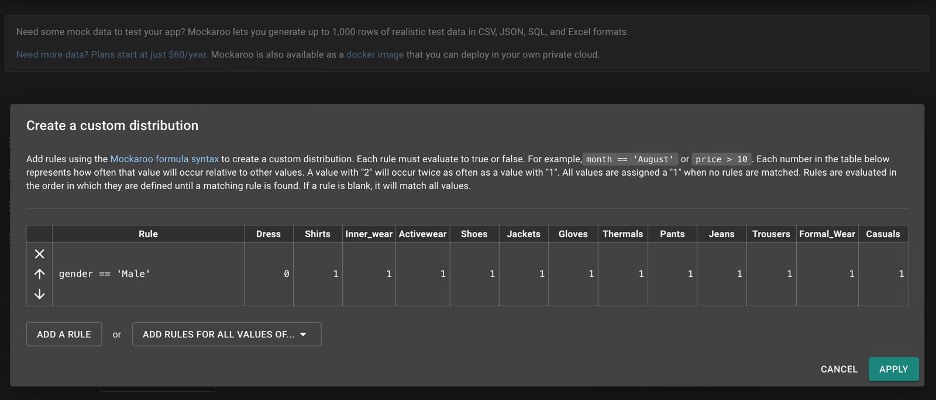 Need some mock data to test your app? Mockaroo lets you generate up to 1,000 rows of realistic test data in CSV, JSON, SQL, and Excel formats.
Need more data? Plans start at just $60/year. Mockaroo is also available as a docker image that you can deploy in your own private cloud.
Create a custom distribution
Add rules using the Mockaroo formula syntax to create a custom distribution. Each rule must evaluate to true or false. For example, month == 'August' or price > 10 . Each number in the table below
represents how often that value will occur relative to other values. A value with "2" will occur twice as often as a value with "1". All values are assigned a "1" when no rules are matched. Rules are evaluated
in the order in which they are defined until a matching rule is found. If a rule is blank, it will match all values.
Rule Dress Shirts Inner_wear Activewear Shoes Jackets Gloves Thermals Pants Jeans Trousers Formal_Wear Casuals
gender == 'Male" 0 1 1 1 1 1 1 1 1 1 1 1 1
ADD A RULE or ADD RULES FOR ALL VALUES OF...
CANCEL APPLY